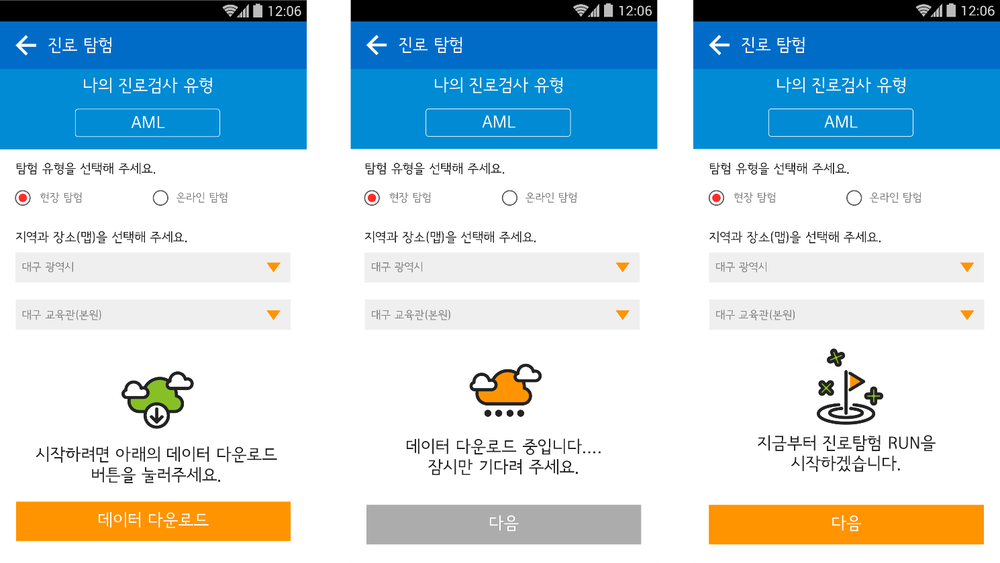 12:06
진로 탐험
나의 진로검사 유형
AML
탐험 유형을 선택해 주세요.
현장 탐험
온라인 탐험
지역과 장소(맵)을 선택해 주세요.
대구 광역시
대구 교육관(본원)
시작하려면 아래의 데이터 다운로드
버튼을 눌러주세요.
데이터 다운로드
12:06
진로 탐험
나의 진로검사 유형
AML
탐험 유형을 선택해 주세요.
현장 탐험
온라인 탐험
지역과 장소(맵)을 선택해 주세요.
대구 광역시
대구 교육관(본원)
데이터 다운로드 중입니다....
잠시만 기다려 주세요.
다음
12:06
진로 탐험
나의 진로검사 유형
AML
탐험 유형을 선택해 주세요.
현장 탐험
온라인 탐험
지역과 장소(맵)을 선택해 주세요.
대구 광역시
대구 교육관(본원)
지금부터 진로탐험 RUN을
시작하겠습니다.
다음